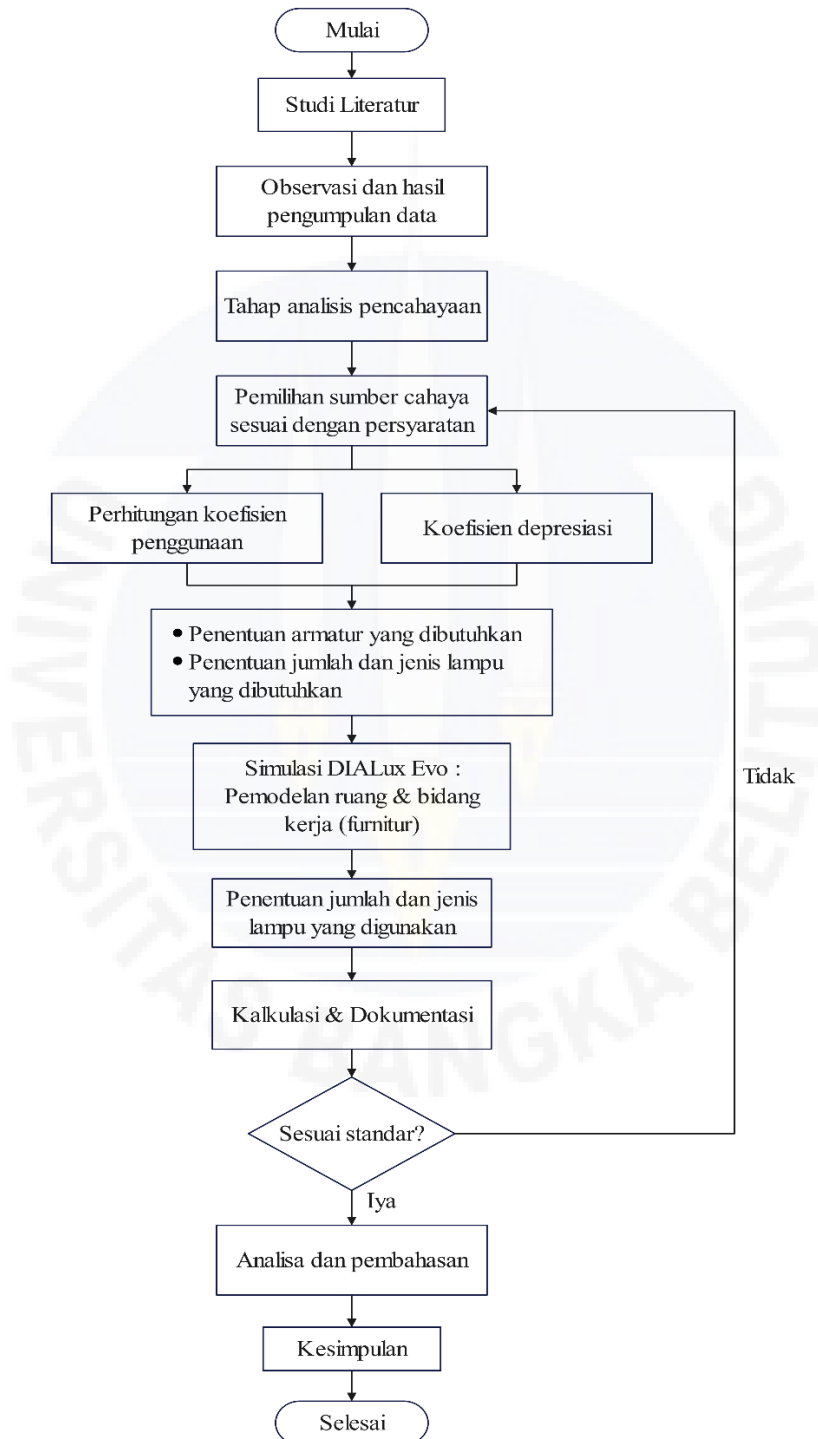 Mulai
Studi Literatur
Observasi dan hasil
pengumpulan data
Tahap analisis pencahayaan
Pemilihan sumber cahaya
sesuai dengan persyaratan
Perhitungan koefisien
penggunaan
Koefisien depresiasi
• Penentuan armatur yang dibutuhkan
• Penentuan jumlah dan jenis lampu
yang dibutuhkan
Simulasi DIALux Evo :
Pemodelan ruang & bidang
kerja (furnitur)
Tidak
Penentuan jumlah dan jenis
lampu yang digunakan
Kalkulasi & Dokumentasi
Sesuai standar?
Iya
Analisa dan pembahasan
Kesimpulan
Selesai
UNIVERSITAS BANGKA BELITUNG